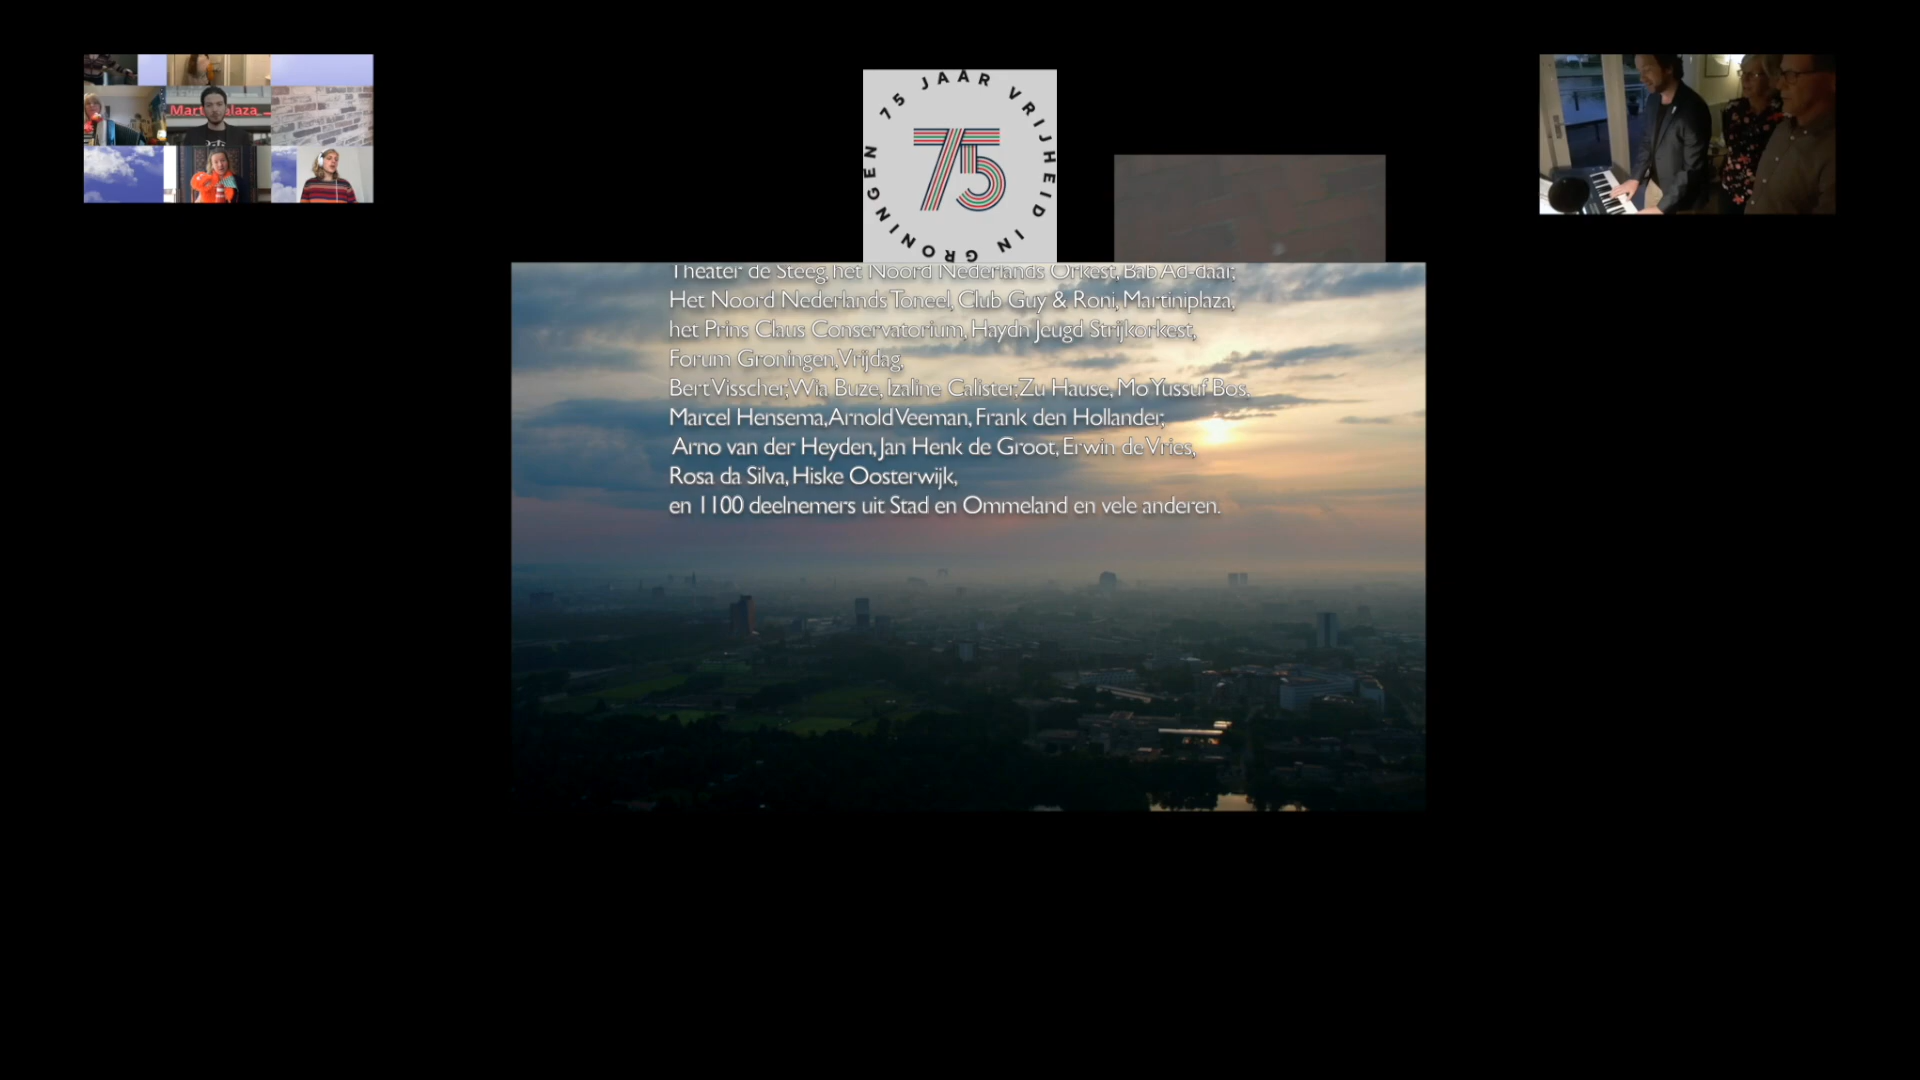 75 JAAR VRIJHEID IN GRONINGEN
75
Theater de Steeg, het Noord Nederlands Orkest, Bab Ad-daar,
Het Noord Nederlands Toneel, Club Guy & Roni, Martiniplaza,
het Prins Claus Conservatorium, Haydn Jeugd Strijkorkest,
Forum Groningen, Vrijdag,
Bert Visscher, Wia Buze, Izaline Calister, Zu Hause, Mo Yussuf Bos,
Marcel Hensema, Arnold Veeman, Frank den Hollander,
Arno van der Heyden, Jan Henk de Groot, Erwin de Vries,
Rosa da Silva, Hiske Oosterwijk,
en 1100 deelnemers uit Stad en Ommeland en vele anderen.